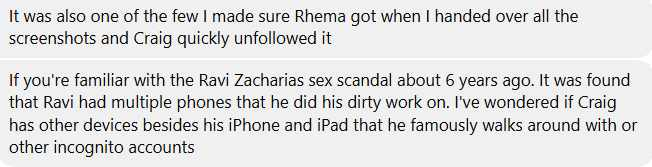 It was also one of the few I made sure Rhema got when I handed over all the
screenshots and Craig quickly unfollowed it
If you're familiar with the Ravi Zacharias sex scandal about 6 years ago. It was found
that Ravi had multiple phones that he did his dirty work on. I've wondered if Craig
has other devices besides his iPhone and iPad that he famously walks around with or
other incognito accounts